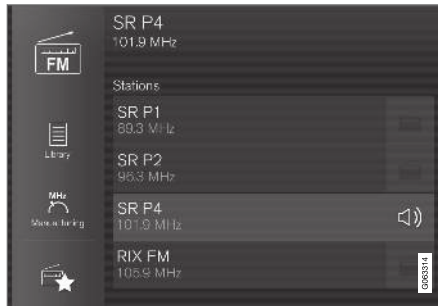 SR P4
101.9 MHz
FM
Stations
SR P1
89.3 MHz
Library
SR P2
96.3 MHz
MHz
Manual tuning
SR P4
101.9 MHz
RIX FM
105.9 MHz
G063314